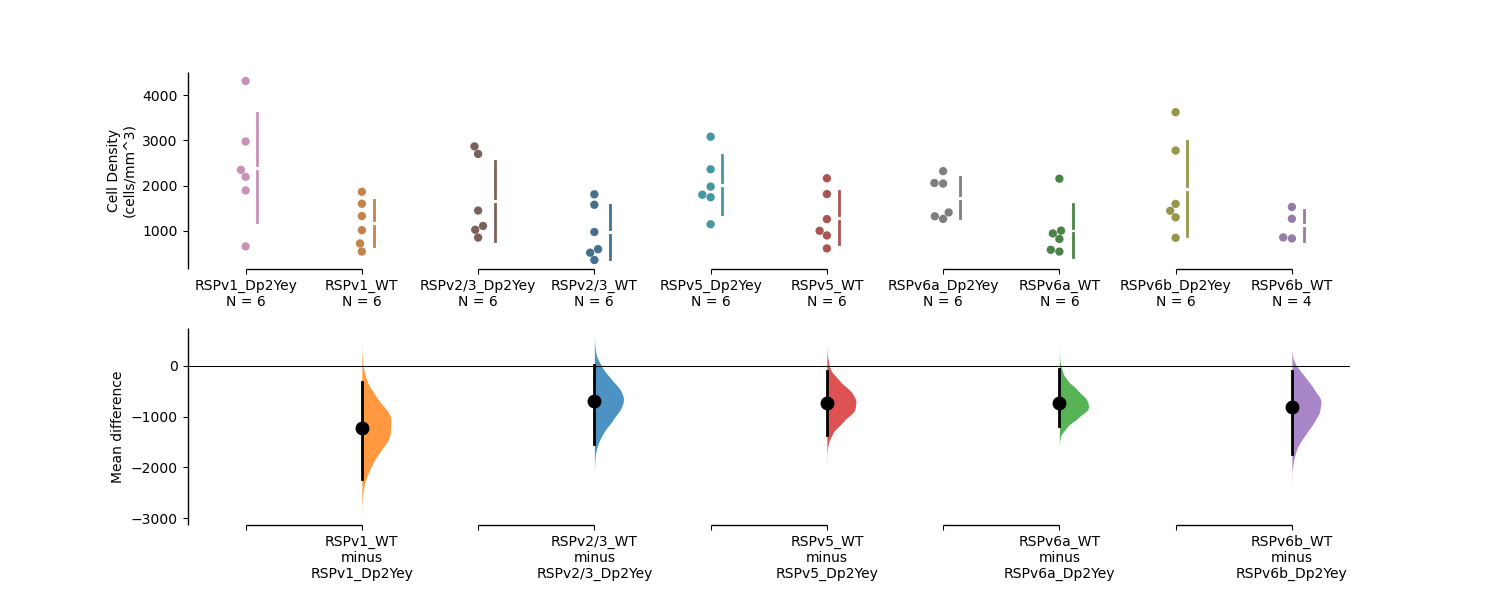 Cell Density
(cells/mm^3)
4000
3000
2000
1000
RSPv1_Dp2Yey
N = 6
RSPv1_WT
N = 6
RSPv2/3_Dp2Yey
N = 6
RSPv2/3_WT
N = 6
RSPv5_Dp2Yey
N = 6
RSPv5_WT
N = 6
RSPv6a_Dp2Yey
N = 6
RSPv6a_WT
N = 6
RSPv6b_Dp2Yey
N = 6
RSPv6b_WT
N = 4
Mean difference
0
−1000
−2000
−3000
RSPv1_WT
minus
RSPv1_Dp2Yey
RSPv2/3_WT
minus
RSPv2/3_Dp2Yey
RSPv5_WT
minus
RSPv5_Dp2Yey
RSPv6a_WT
minus
RSPv6a_Dp2Yey
RSPv6b_WT
minus
RSPv6b_Dp2Yey